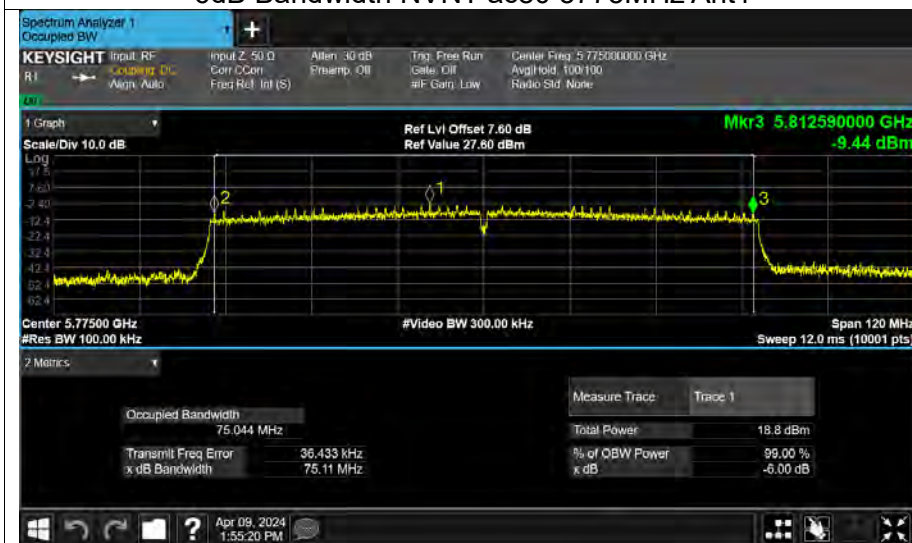 Spectrum Analyzer 1
Occupied BW
KEYSIGHT Input: RF
Coupling: DC
Align: Auto
Input Z: 50 Ω
Corr CCorr
Freq Ref: Int (S)
Atten: 30 dB
Preamp: Off
Trig: Free Run
Gate: Off
#IF Gain: Low
Center Freq: 5.775000000 GHz
Avg|Hold: 100/100
Radio Std: None
1 Graph
Scale/Div 10.0 dB
Ref Lvl Offset 7.60 dB
Ref Value 27.60 dBm
Mkr3 5.812590000 GHz
-9.44 dBm
Log
17.6
7.60
-2.40
-12.4
-22.4
-32.4
-42.4
-52.4
-62.4
2
1
3
Center 5.77500 GHz
#Res BW 100.00 kHz
#Video BW 300.00 kHz
Span 120 MHz
Sweep 12.0 ms (10001 pts)
2 Metrics
Measure Trace Trace 1
Occupied Bandwidth
75.044 MHz
Total Power 18.8 dBm
Transmit Freq Error 36.433 kHz
% of OBW Power 99.00 %
x dB Bandwidth 75.11 MHz
x dB -6.00 dB
?
Apr 09, 2024
1:55:20 PM